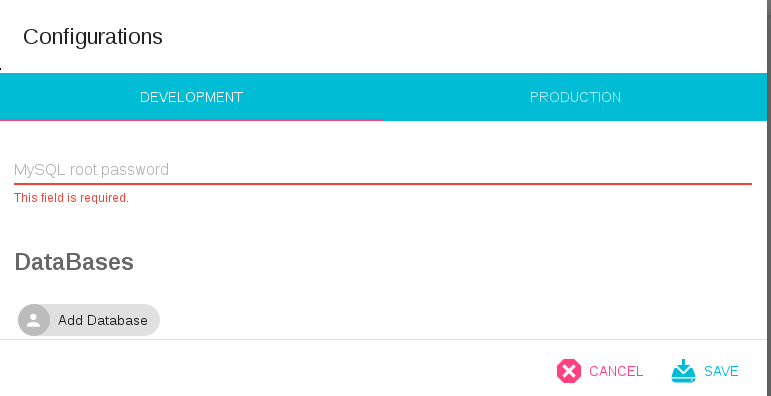 Configurations
DEVELOPMENT
PRODUCTION
MySQL root password
This field is required.
DataBases
Add Database
CANCEL
SAVE